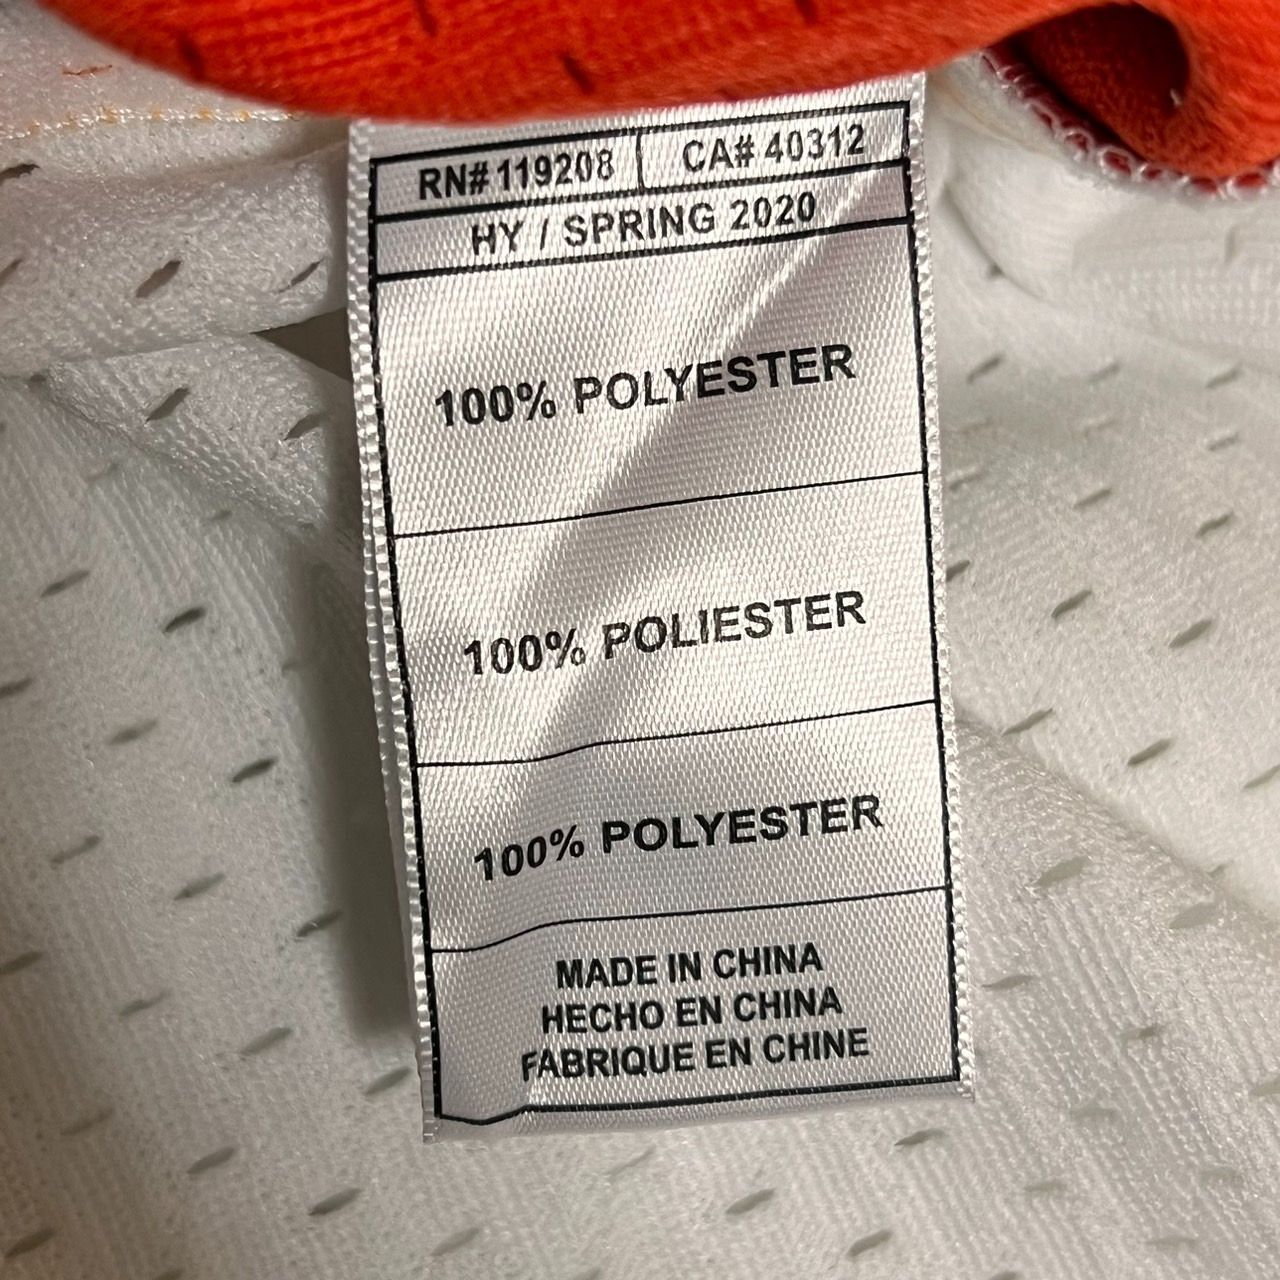 RN# 119208 CA# 40312
HY / SPRING 2020
100% POLYESTER
100% POLIESTER
100% POLYESTER
MADE IN CHINA
HECHO EN CHINA
FABRIQUE EN CHINE